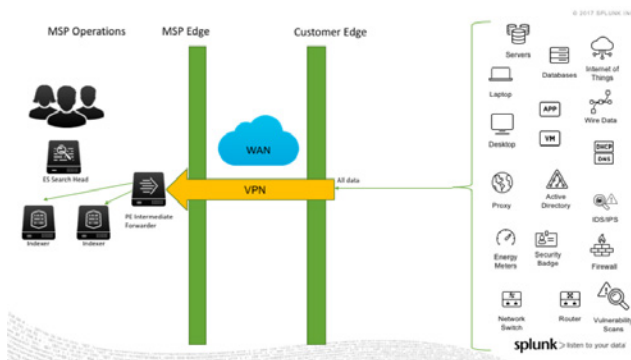 © 2017 SPLUNK INC
MSP Operations
MSP Edge
Customer Edge
Servers
Databases
Internet of
Things
Laptop
APP
Wire Data
Desktop
VM
DHCP
DNS
WAN
All data
VPN
ES Search Head
PE Intermediate
Forwarder
Indexer
Indexer
Proxy
Active
Directory
IDS/IPS
Energy
Meters
Security
Badge
Firewall
Network
Switch
Router
Vulnerability
Scans
splunk> listen to your data